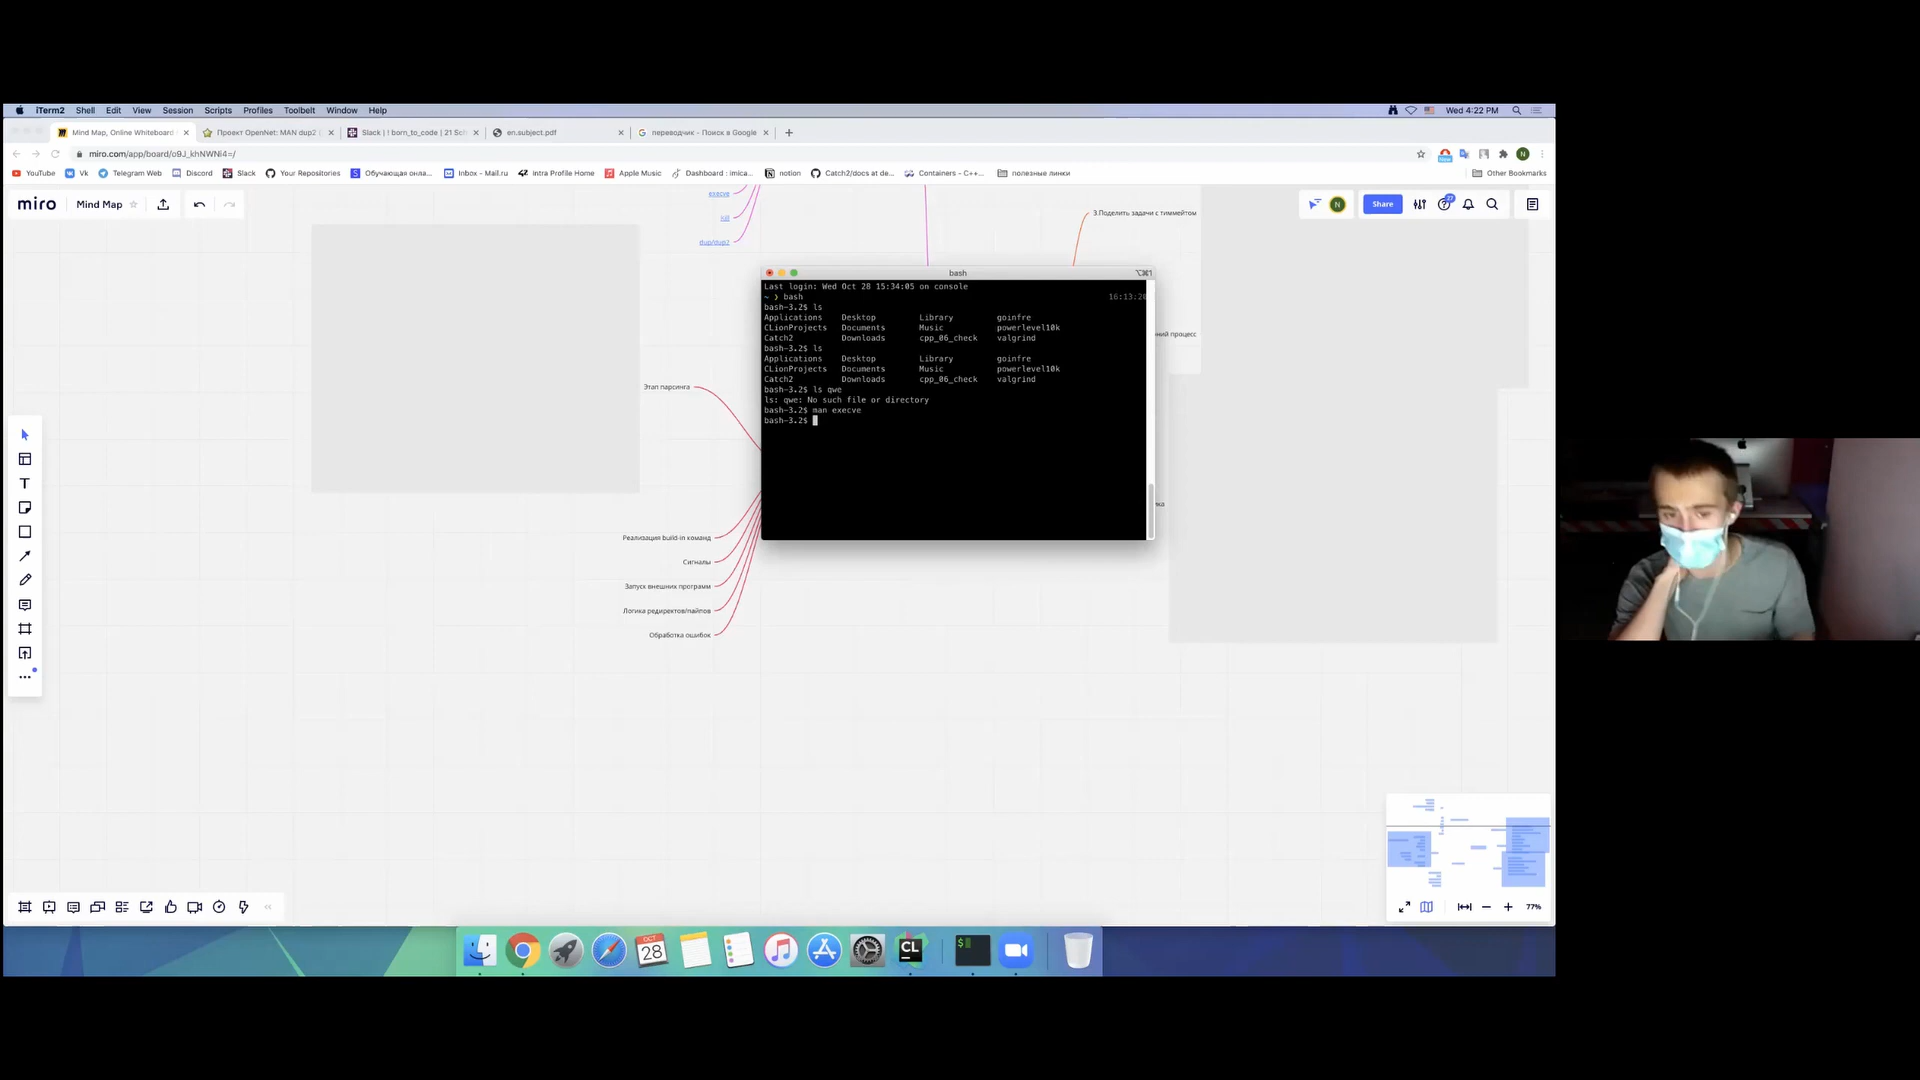 iTerm2 Shell Edit View Session Scripts Profiles Toolbelt Window Help
Wed 4:22 PM
Mind Map, Online Whiteboard
Проект OpenNet: MAN dup2
Slack | ! born_to_code | 21 Sch
en.subject.pdf
переводчик - Поиск в Google
miro.com/app/board/o9J_khNWNi4=/
YouTube Vk Telegram Web Discord Slack Your Repositories Обучающая онла... Inbox - Mail.ru Intra Profile Home Apple Music Dashboard : imica... notion Catch2/docs at de... Containers - C++... полезные линки Other Bookmarks
miro Mind Map
Share
execve
kill
dup/dup2
3.Поделить задачи с тиммейтом
bash
Last login: Wed Oct 28 15:34:05 on console
~ ❯ bash 16:13:20
bash-3.2$ ls
Applications Desktop Library goinfre
CLionProjects Documents Music powerlevel10k
Catch2 Downloads cpp_06_check valgrind
bash-3.2$ ls
Applications Desktop Library goinfre
CLionProjects Documents Music powerlevel10k
Catch2 Downloads cpp_06_check valgrind
bash-3.2$ ls qwe
ls: qwe: No such file or directory
bash-3.2$ man execve
bash-3.2$
процесс
Этап парсинга
Реализация build-in команд
Сигналы
Запуск внешних программ
Логика редиректов/пайпов
Обработка ошибок
77%
OCT
28
CL